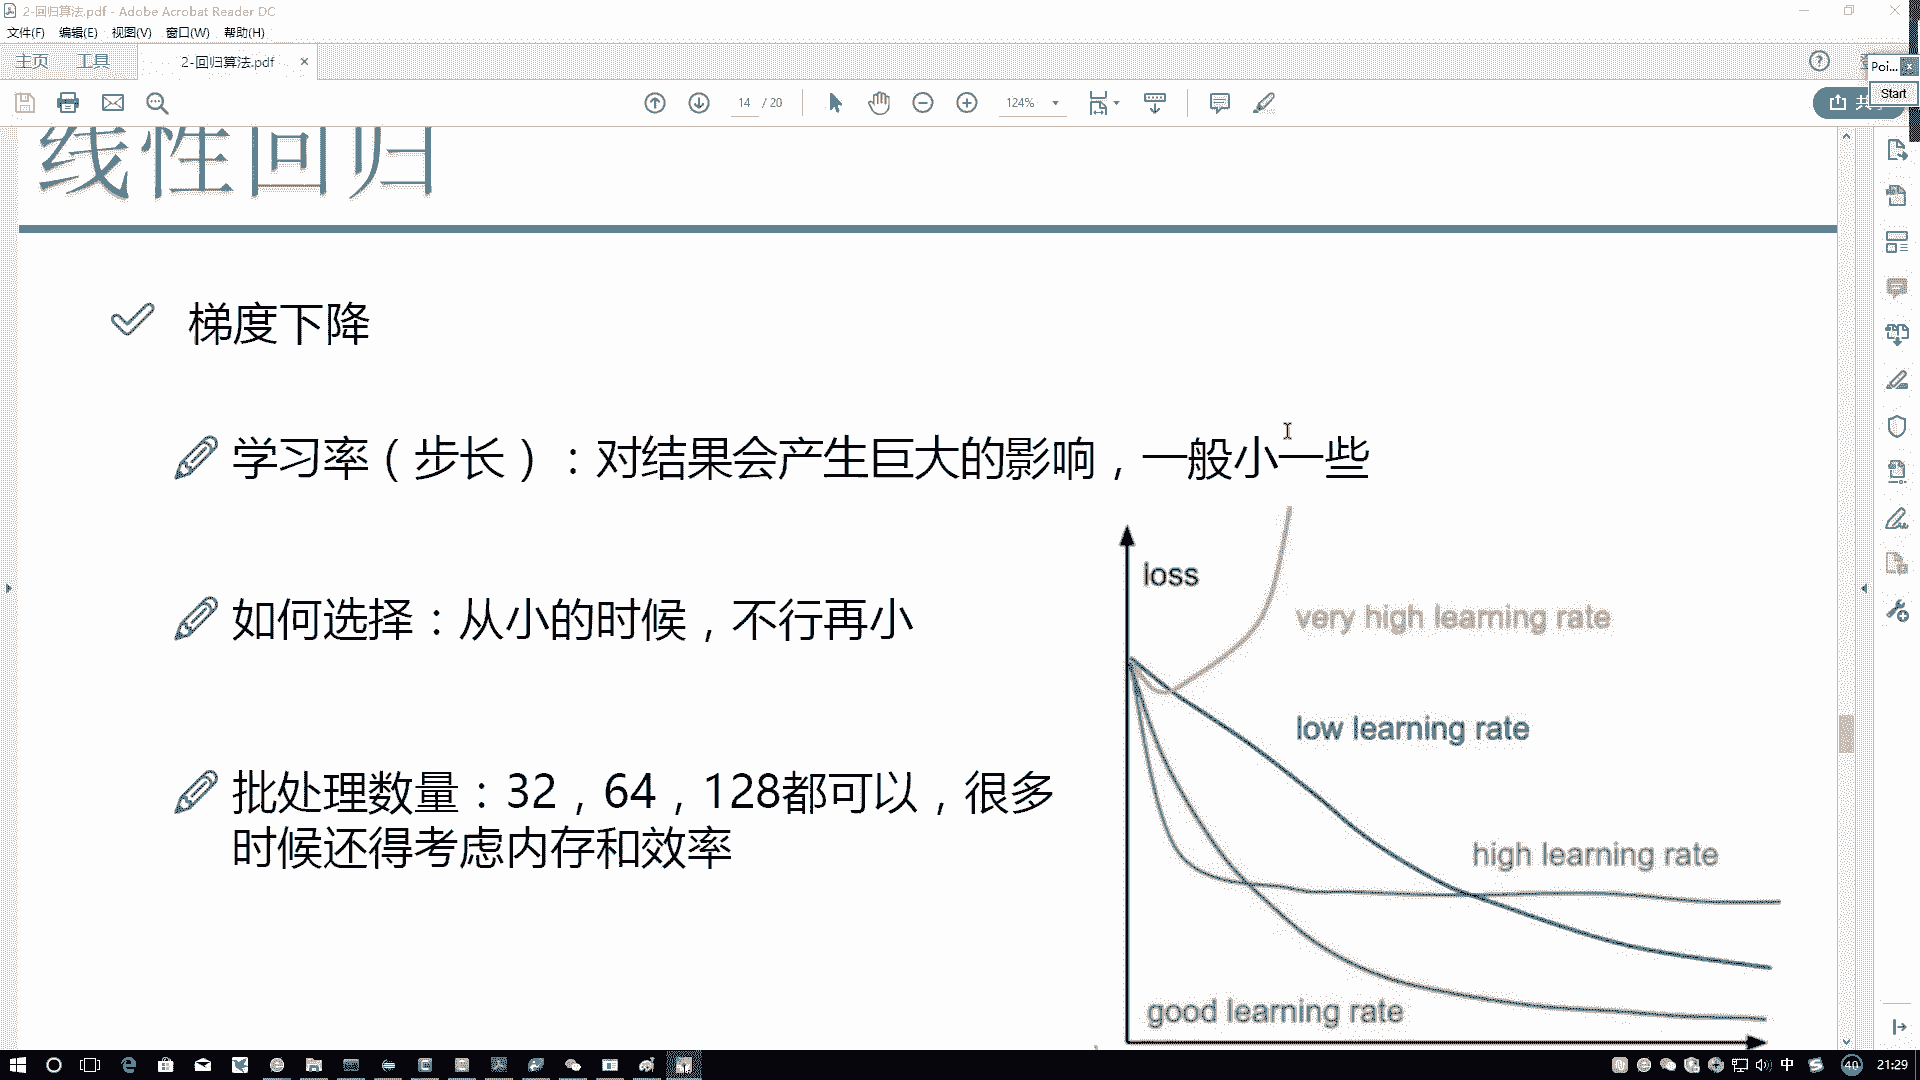 2-回归算法.pdf - Adobe Acrobat Reader DC
文件(F) 编辑(E) 视图(V) 窗口(W) 帮助(H)
主页 工具 2-回归算法.pdf ×
Poi...
14 / 20 124%
Start
线性回归
梯度下降
学习率（步长）：对结果会产生巨大的影响，一般小一些
loss
very high learning rate
如何选择：从小的时候，不行再小
low learning rate
批处理数量：32，64，128都可以，很多
时候还得考虑内存和效率
high learning rate
good learning rate
中 40 21:29